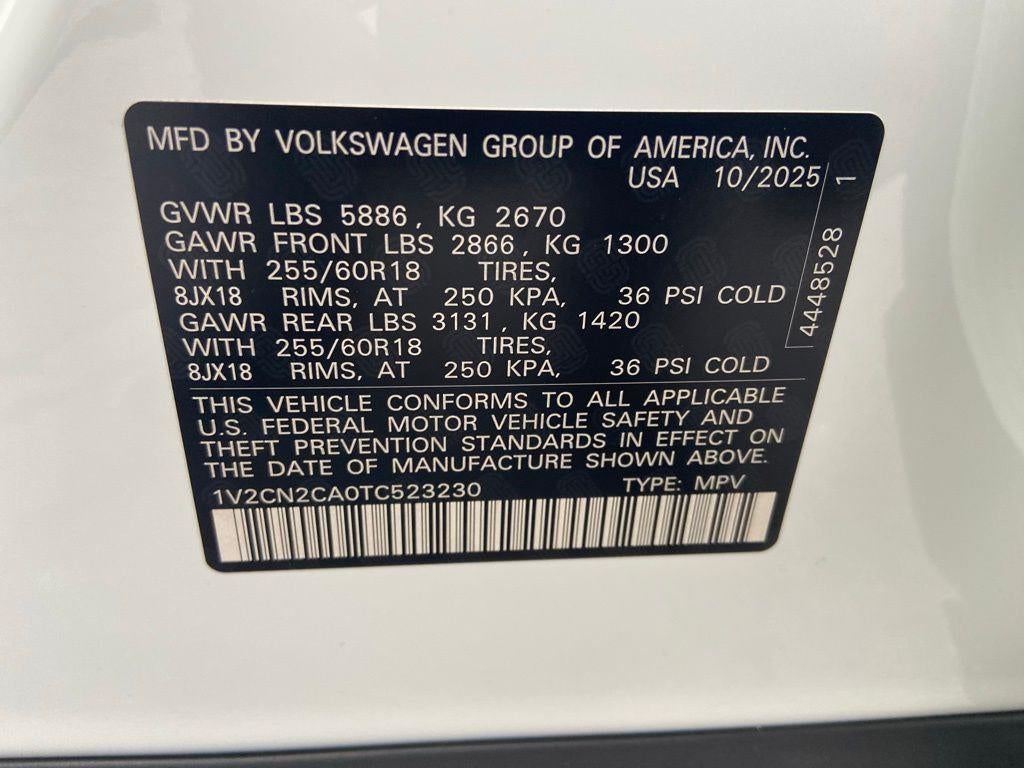 MFD BY VOLKSWAGEN GROUP OF AMERICA, INC.
USA 10/2025
GVWR LBS 5886, KG 2670
GAWR FRONT LBS 2866, KG 1300
WITH 255/60R18 TIRES,
8JX18 RIMS, AT 250 KPA, 36 PSI COLD
GAWR REAR LBS 3131, KG 1420
WITH 255/60R18 TIRES,
8JX18 RIMS, AT 250 KPA, 36 PSI COLD
4448528 1
THIS VEHICLE CONFORMS TO ALL APPLICABLE
U.S. FEDERAL MOTOR VEHICLE SAFETY AND
THEFT PREVENTION STANDARDS IN EFFECT ON
THE DATE OF MANUFACTURE SHOWN ABOVE.
1V2CN2CA0TC523230 TYPE: MPV